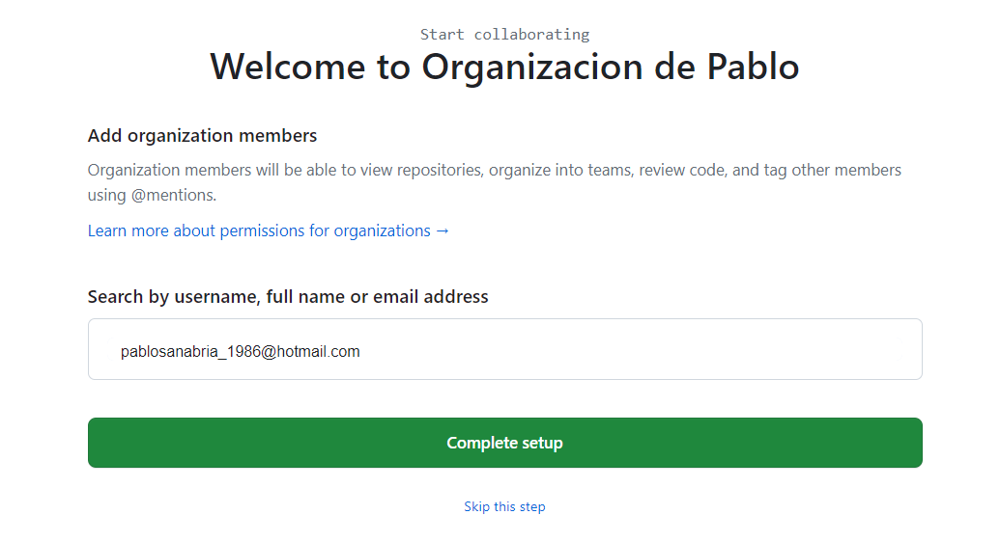 Start collaborating
Welcome to Organizacion de Pablo
Add organization members
Organization members will be able to view repositories, organize into teams, review code, and tag other members
using @mentions.
Learn more about permissions for organizations →
Search by username, full name or email address
pablosanabria_1986@hotmail.com
Complete setup
Skip this step